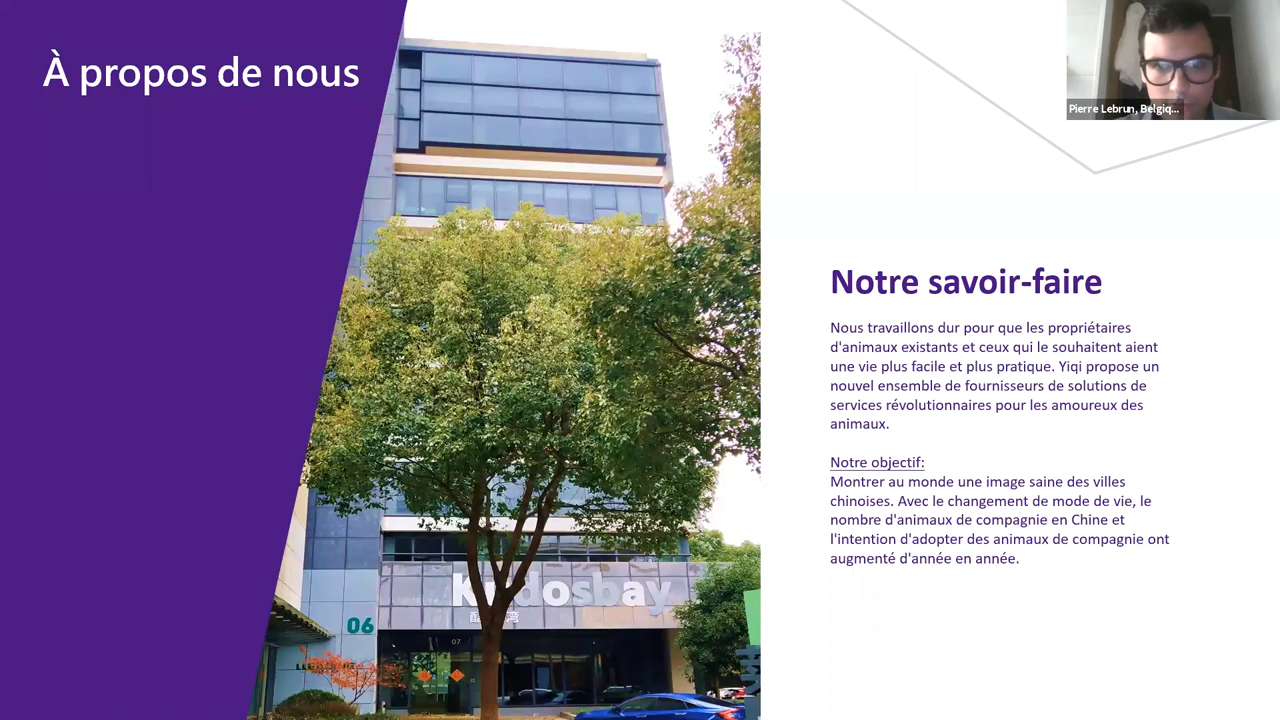 À propos de nous
Pierre Lebrun, Belgiq...
Notre savoir-faire
Nous travaillons dur pour que les propriétaires
d'animaux existants et ceux qui le souhaitent aient
une vie plus facile et plus pratique. Yiqi propose un
nouvel ensemble de fournisseurs de solutions de
services révolutionnaires pour les amoureux des
animaux.
Notre objectif:
Montrer au monde une image saine des villes
chinoises. Avec le changement de mode de vie, le
nombre d'animaux de compagnie en Chine et
l'intention d'adopter des animaux de compagnie ont
augmenté d'année en année.
Kudosbay
06
07